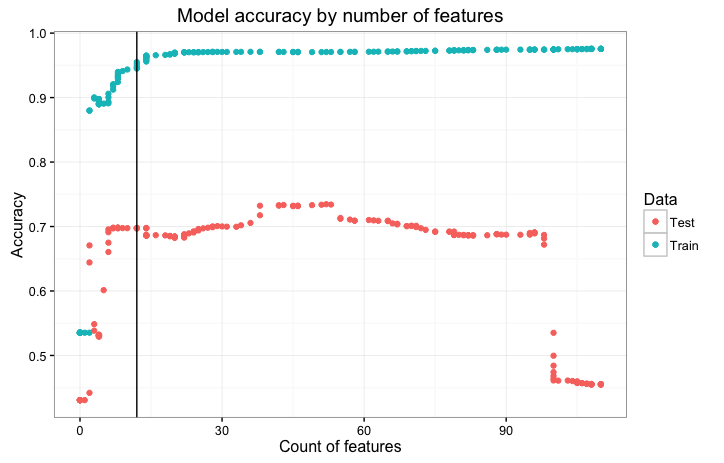 Model accuracy by number of features
1.0
0.9
0.8
0.7
0.6
0.5
Accuracy
0
30
60
90
Count of features
Data
Test
Train